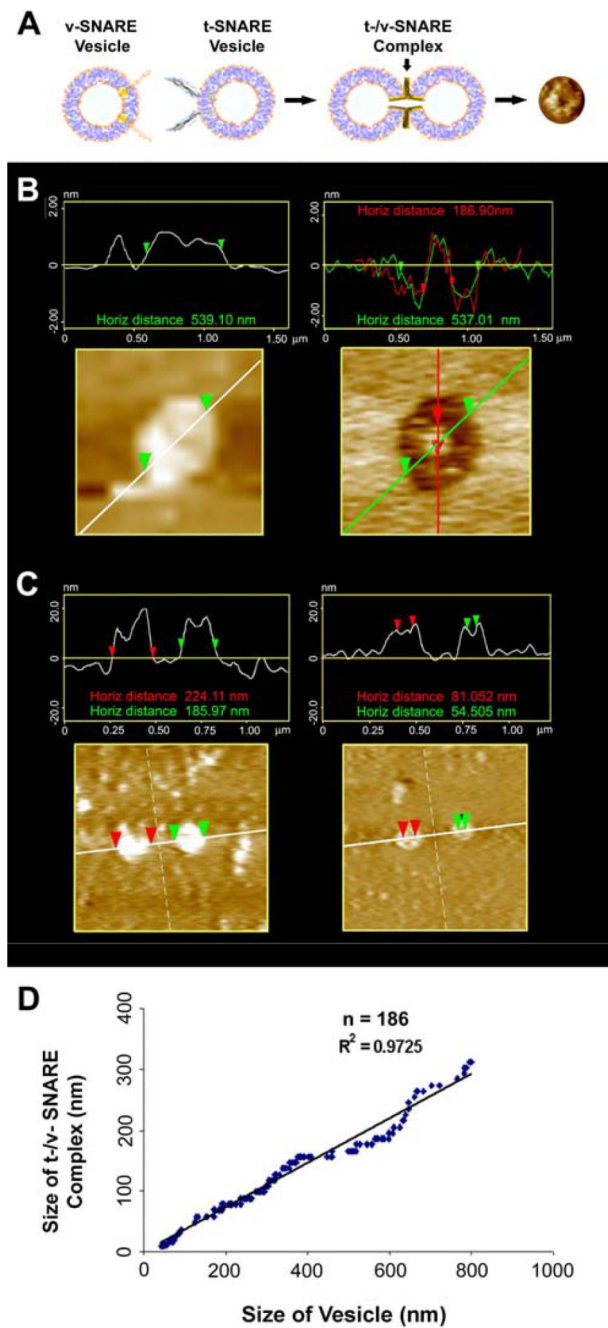 A
v-SNARE
Vesicle
t-SNARE
Vesicle
t-/v-SNARE
Complex
B
nm
2.00
0
-2.00
Horiz distance 539.10 nm
0 0.50 1.00 1.50 µm
Horiz distance 186.90nm
1.20
0
-2.00
Horiz distance 537.01 nm
0 0.50 1.00 1.50
C
nm
20.0
0
-20.0
Horiz distance 224.11 nm
Horiz distance 185.97 nm
0.25 0.50 0.75 1.00 µm
nm
20.0
0
-20.0
Horiz distance 81.052 nm
Horiz distance 54.505 nm
0 0.25 0.50 0.75 1.00
D
Size of t-/v- SNARE
Complex (nm)
400
300
200
100
0
n = 186
R² = 0.9725
0 200 400 600 800 1000
Size of Vesicle (nm)